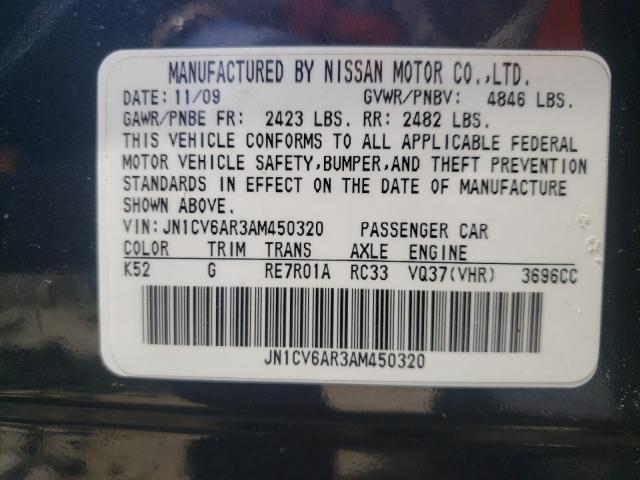 MANUFACTURED BY NISSAN MOTOR CO.,LTD.
DATE: 11/09 GVWR/PNBV: 4846 LBS.
GAWR/PNBE FR: 2423 LBS. RR: 2482 LBS.
THIS VEHICLE CONFORMS TO ALL APPLICABLE FEDERAL
MOTOR VEHICLE SAFETY,BUMPER,AND THEFT PREVENTION
STANDARDS IN EFFECT ON THE DATE OF MANUFACTURE
SHOWN ABOVE.
VIN: JN1CV6AR3AM450320 PASSENGER CAR
COLOR TRIM TRANS AXLE ENGINE
K52 G RE7R01A RC33 VQ37(VHR) 3696CC
JN1CV6AR3AM450320